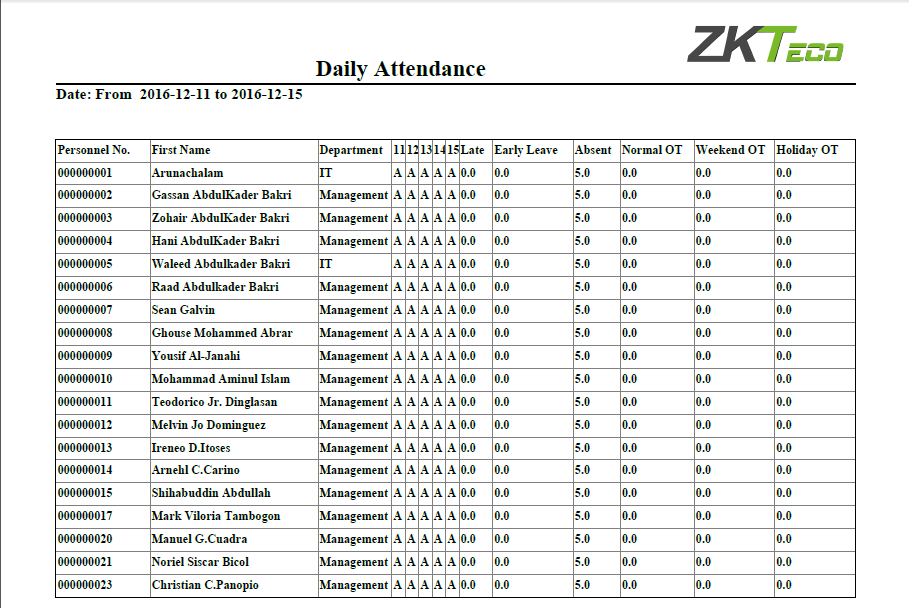 ZKTECO
Daily Attendance
Date: From 2016-12-11 to 2016-12-15
Personnel No. First Name Department 11 12 13 14 15 Late Early Leave Absent Normal OT Weekend OT Holiday OT
000000001 Arunachalam IT A A A A A 0.0 0.0 5.0 0.0 0.0 0.0
000000002 Gassan AbdulKader Bakri Management A A A A A 0.0 0.0 5.0 0.0 0.0 0.0
000000003 Zohair AbdulKader Bakri Management A A A A A 0.0 0.0 5.0 0.0 0.0 0.0
000000004 Hani AbdulKader Bakri Management A A A A A 0.0 0.0 5.0 0.0 0.0 0.0
000000005 Waleed Abdulkader Bakri IT A A A A A 0.0 0.0 5.0 0.0 0.0 0.0
000000006 Raad Abdulkader Bakri Management A A A A A 0.0 0.0 5.0 0.0 0.0 0.0
000000007 Sean Galvin Management A A A A A 0.0 0.0 5.0 0.0 0.0 0.0
000000008 Ghouse Mohammed Abrar Management A A A A A 0.0 0.0 5.0 0.0 0.0 0.0
000000009 Yousif Al-Janahi Management A A A A A 0.0 0.0 5.0 0.0 0.0 0.0
000000010 Mohammad Aminul Islam Management A A A A A 0.0 0.0 5.0 0.0 0.0 0.0
000000011 Teodorico Jr. Dinglasan Management A A A A A 0.0 0.0 5.0 0.0 0.0 0.0
000000012 Melvin Jo Dominguez Management A A A A A 0.0 0.0 5.0 0.0 0.0 0.0
000000013 Ireneo D.Itoses Management A A A A A 0.0 0.0 5.0 0.0 0.0 0.0
000000014 Arnehl C.Carino Management A A A A A 0.0 0.0 5.0 0.0 0.0 0.0
000000015 Shihabuddin Abdullah Management A A A A A 0.0 0.0 5.0 0.0 0.0 0.0
000000017 Mark Viloria Tambogon Management A A A A A 0.0 0.0 5.0 0.0 0.0 0.0
000000020 Manuel G.Cuadra Management A A A A A 0.0 0.0 5.0 0.0 0.0 0.0
000000021 Noriel Siscar Bicol Management A A A A A 0.0 0.0 5.0 0.0 0.0 0.0
000000023 Christian C.Panopio Management A A A A A 0.0 0.0 5.0 0.0 0.0 0.0